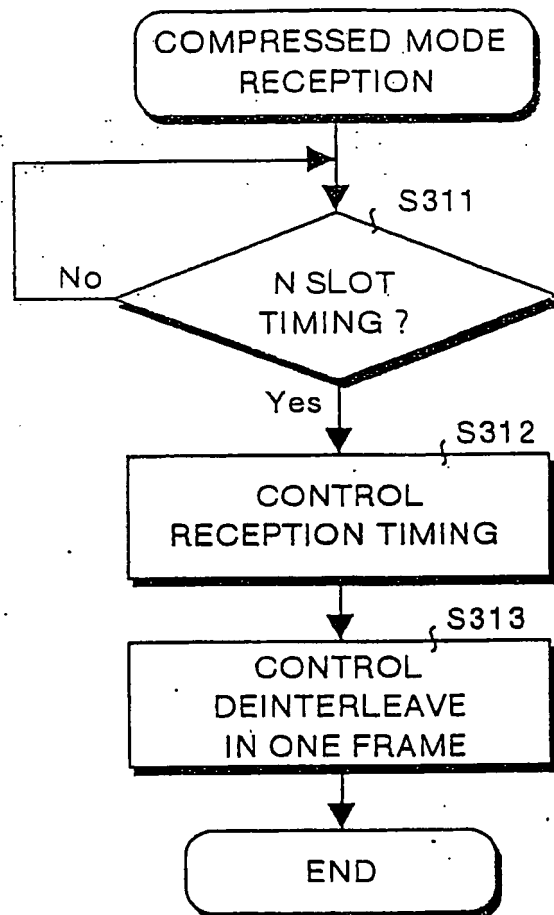 COMPRESSED MODE
RECEPTION
S311
No
N SLOT
TIMING ?
Yes
S312
CONTROL
RECEPTION TIMING
S313
CONTROL
DEINTERLEAVE
IN ONE FRAME
END